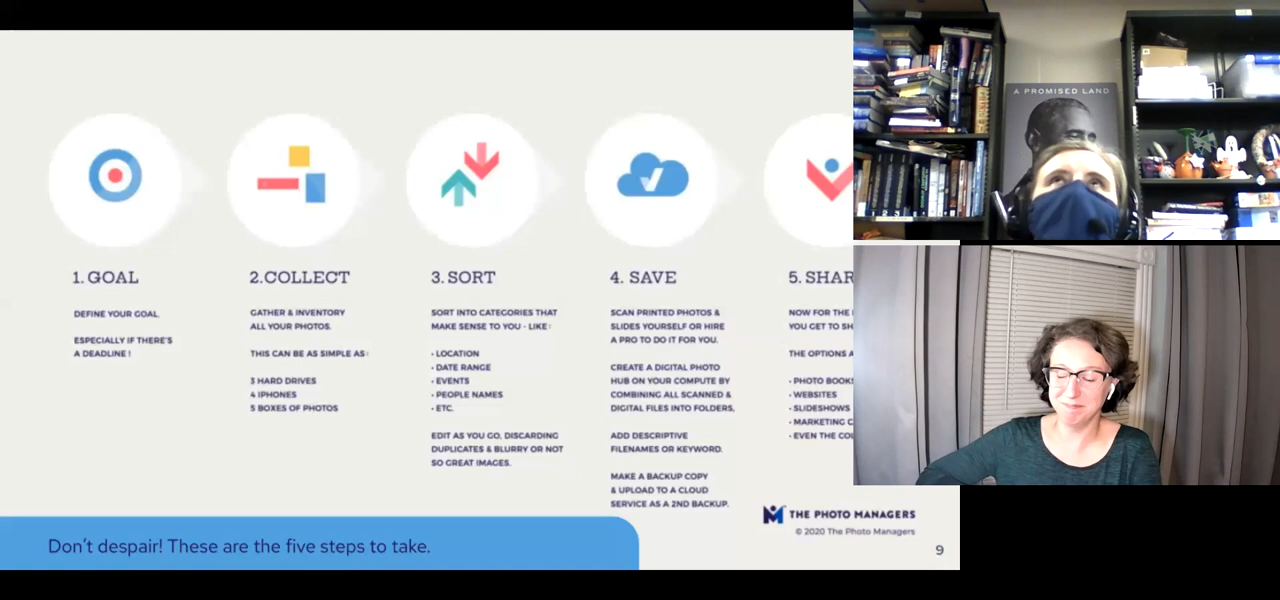 A PROMISED LAND
1. GOAL
DEFINE YOUR GOAL.
ESPECIALLY IF THERE'S
A DEADLINE !
2.COLLECT
GATHER & INVENTORY
ALL YOUR PHOTOS.
THIS CAN BE AS SIMPLE AS:
3 HARD DRIVES
4 IPHONES
5 BOXES OF PHOTOS
3. SORT
SORT INTO CATEGORIES THAT
MAKE SENSE TO YOU - LIKE :
• LOCATION
• DATE RANGE
• EVENTS
• PEOPLE NAMES
• ETC.
EDIT AS YOU GO, DISCARDING
DUPLICATES & BLURRY OR NOT
SO GREAT IMAGES.
4. SAVE
SCAN PRINTED PHOTOS &
SLIDES YOURSELF OR HIRE
A PRO TO DO IT FOR YOU.
CREATE A DIGITAL PHOTO
HUB ON YOUR COMPUTE BY
COMBINING ALL SCANNED &
DIGITAL FILES INTO FOLDERS,
ADD DESCRIPTIVE
FILENAMES OR KEYWORD.
MAKE A BACKUP COPY
& UPLOAD TO A CLOUD
SERVICE AS A 2ND BACKUP.
5. SHAR
NOW FOR THE
YOU GET TO SH
THE OPTIONS A
• PHOTO BOOK
• WEBSITES
• SLIDESHOWS
• MARKETING C
• EVEN THE COL
THE PHOTO MANAGERS
© 2020 The Photo Managers
Don't despair! These are the five steps to take.
9